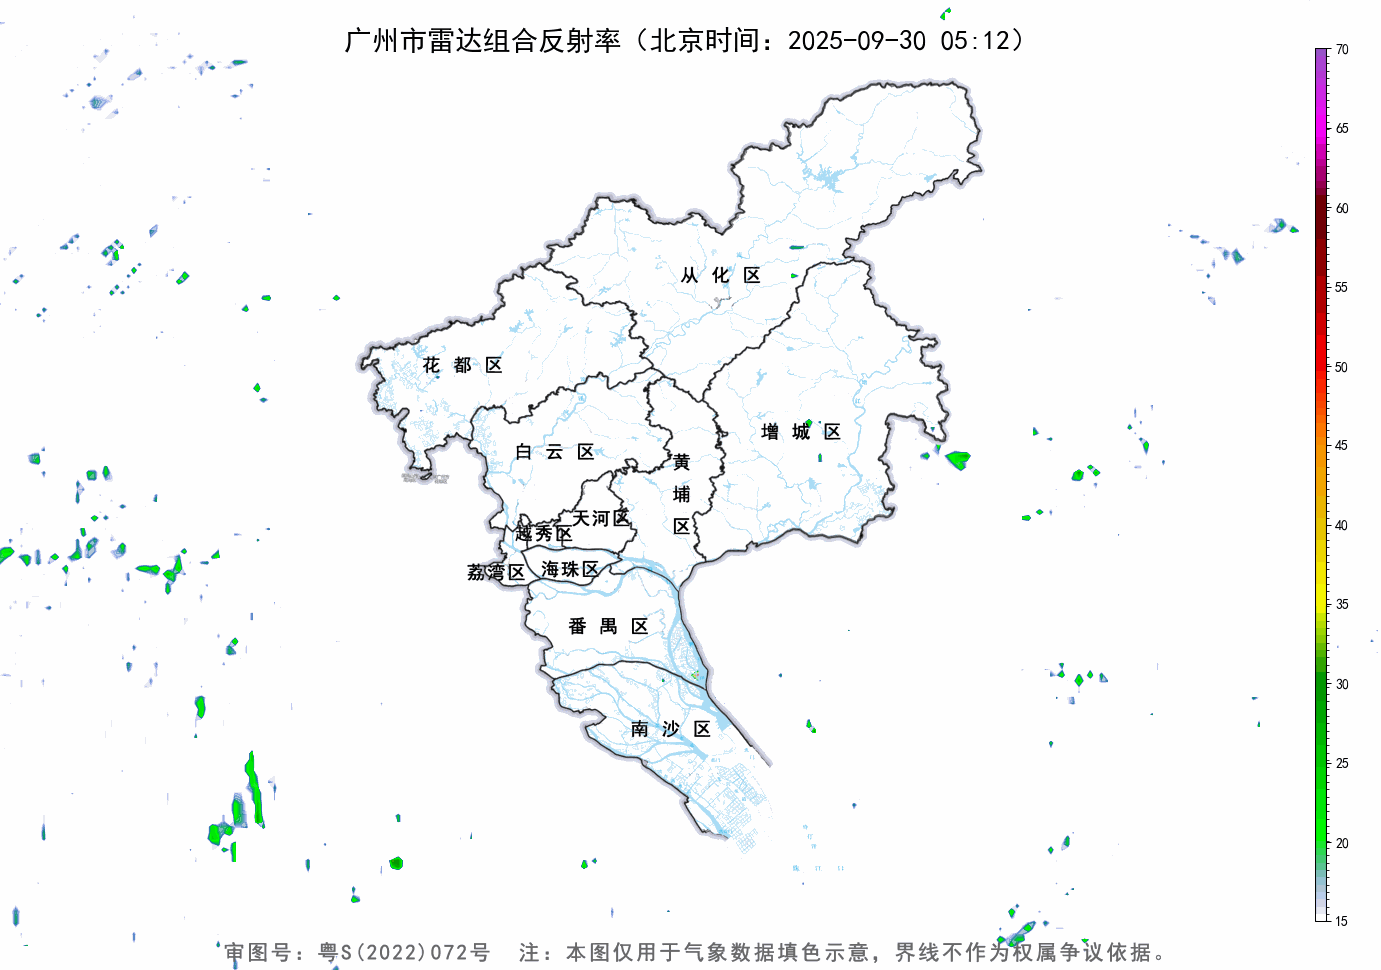 广州市雷达组合反射率（北京时间：2025-09-30 05:12）
70
65
60
55
50
45
40
35
30
25
20
15
从化区
花都区
增城区
白云区
黄埔区
天河区
越秀区
荔湾区
海珠区
番禺区
南沙区
审图号：粤S(2022)072号 注：本图仅用于气象数据填色示意，界线不作为权属争议依据。